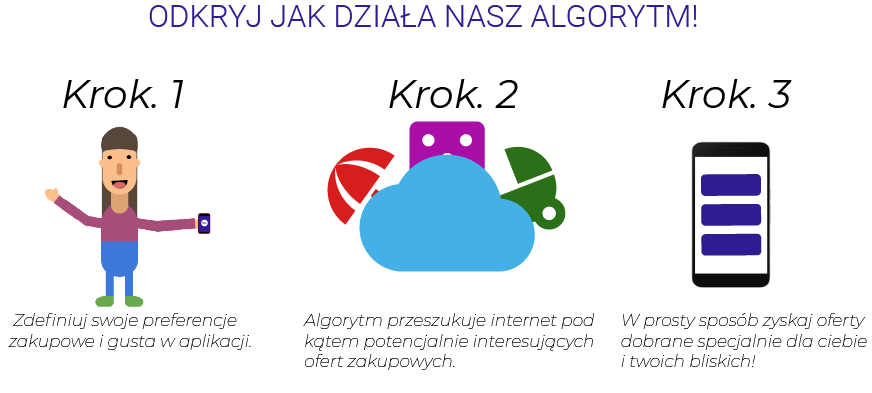 ODKRYJ JAK DZIAŁA NASZ ALGORYTM!
Krok. 1
Krok. 2
Krok. 3
Zdefiniuj swoje preferencje
zakupowe i gusta w aplikacji.
Algorytm przeszukuje internet pod
kątem potencjalnie interesujących
ofert zakupowych.
W prosty sposób zyskaj oferty
dobrane specjalnie dla ciebie
i twoich bliskich!